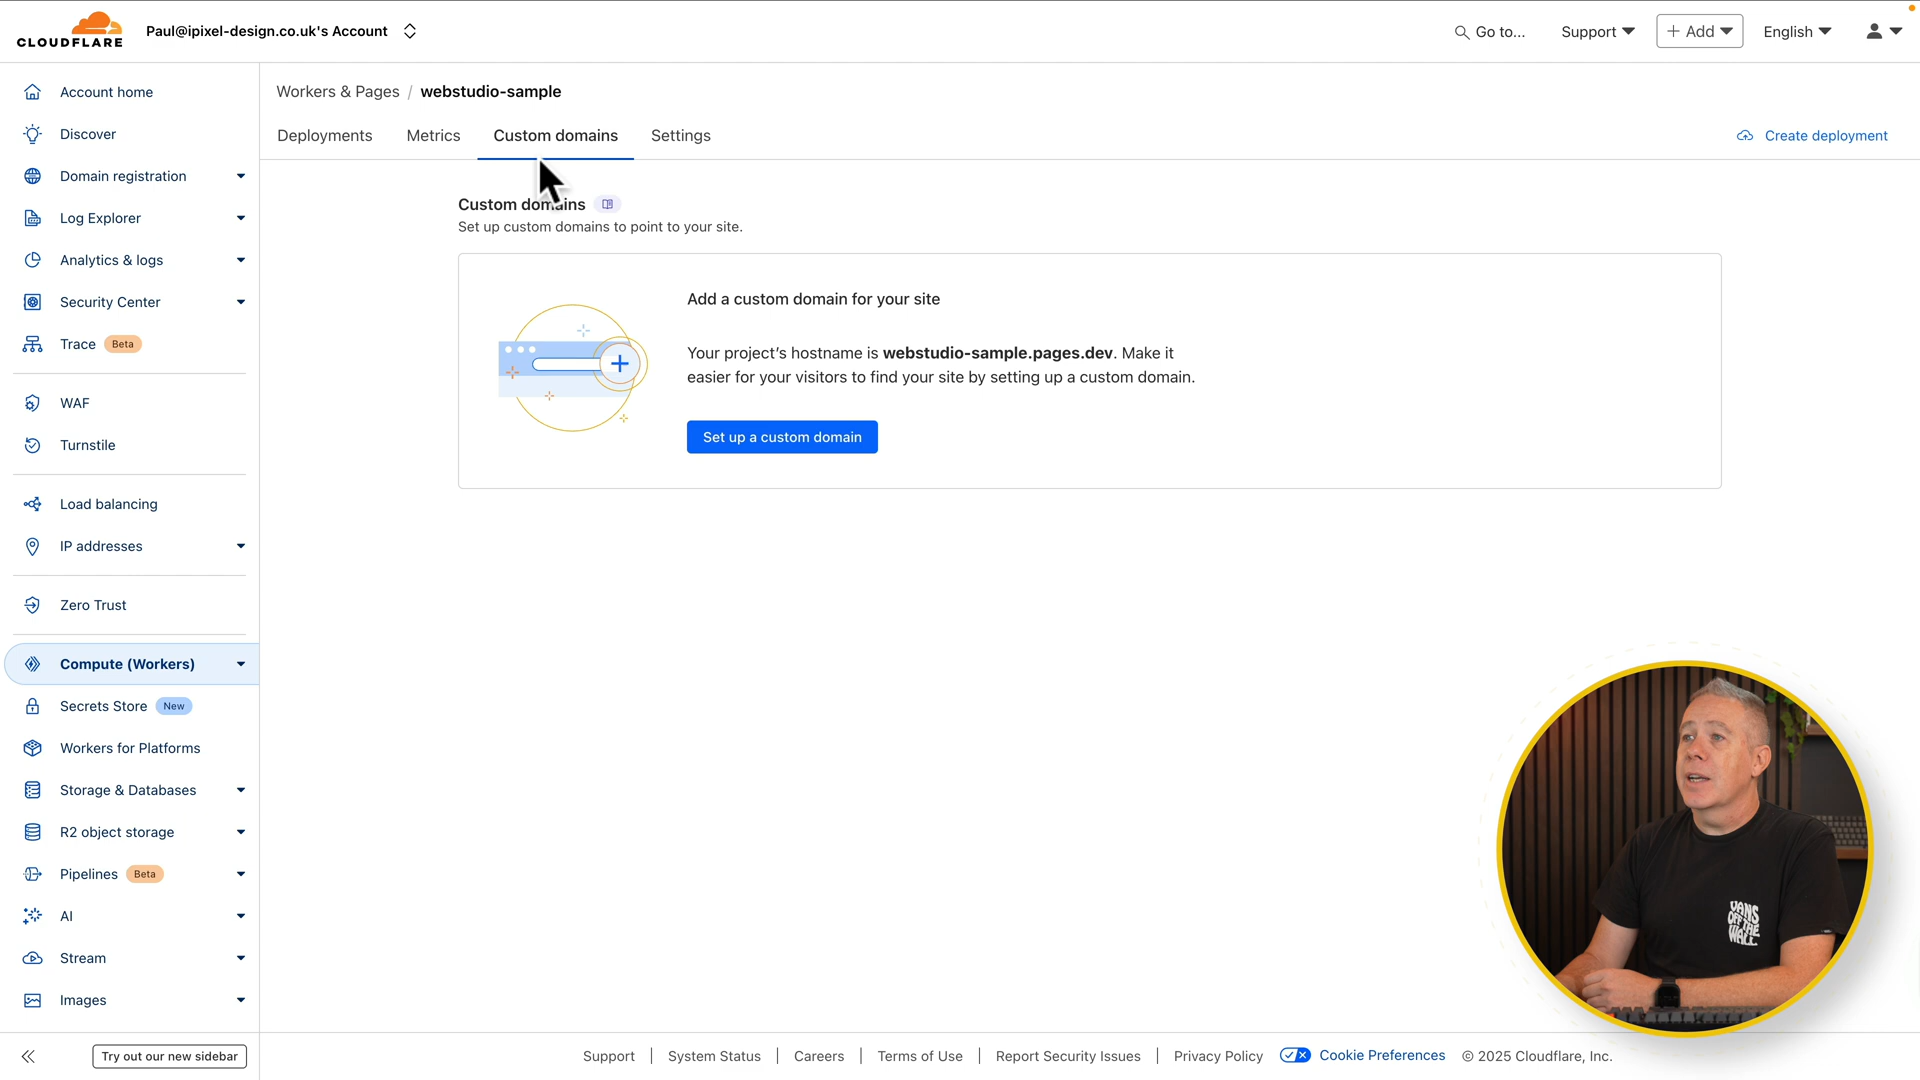 CLOUDFLARE
Paul@ipixel-design.co.uk's Account
Go to...
Support
+ Add
English
Account home
Discover
Domain registration
Log Explorer
Analytics & logs
Security Center
Trace Beta
WAF
Turnstile
Load balancing
IP addresses
Zero Trust
Compute (Workers)
Secrets Store New
Workers for Platforms
Storage & Databases
R2 object storage
Pipelines Beta
AI
Stream
Images
Try out our new sidebar
Workers & Pages / webstudio-sample
Deployments
Metrics
Custom domains
Settings
Create deployment
Custom domains
Set up custom domains to point to your site.
Add a custom domain for your site
Your project's hostname is webstudio-sample.pages.dev. Make it
easier for your visitors to find your site by setting up a custom domain.
Set up a custom domain
VANS
OFF THE
WALL
Support
System Status
Careers
Terms of Use
Report Security Issues
Privacy Policy
Cookie Preferences
© 2025 Cloudflare, Inc.